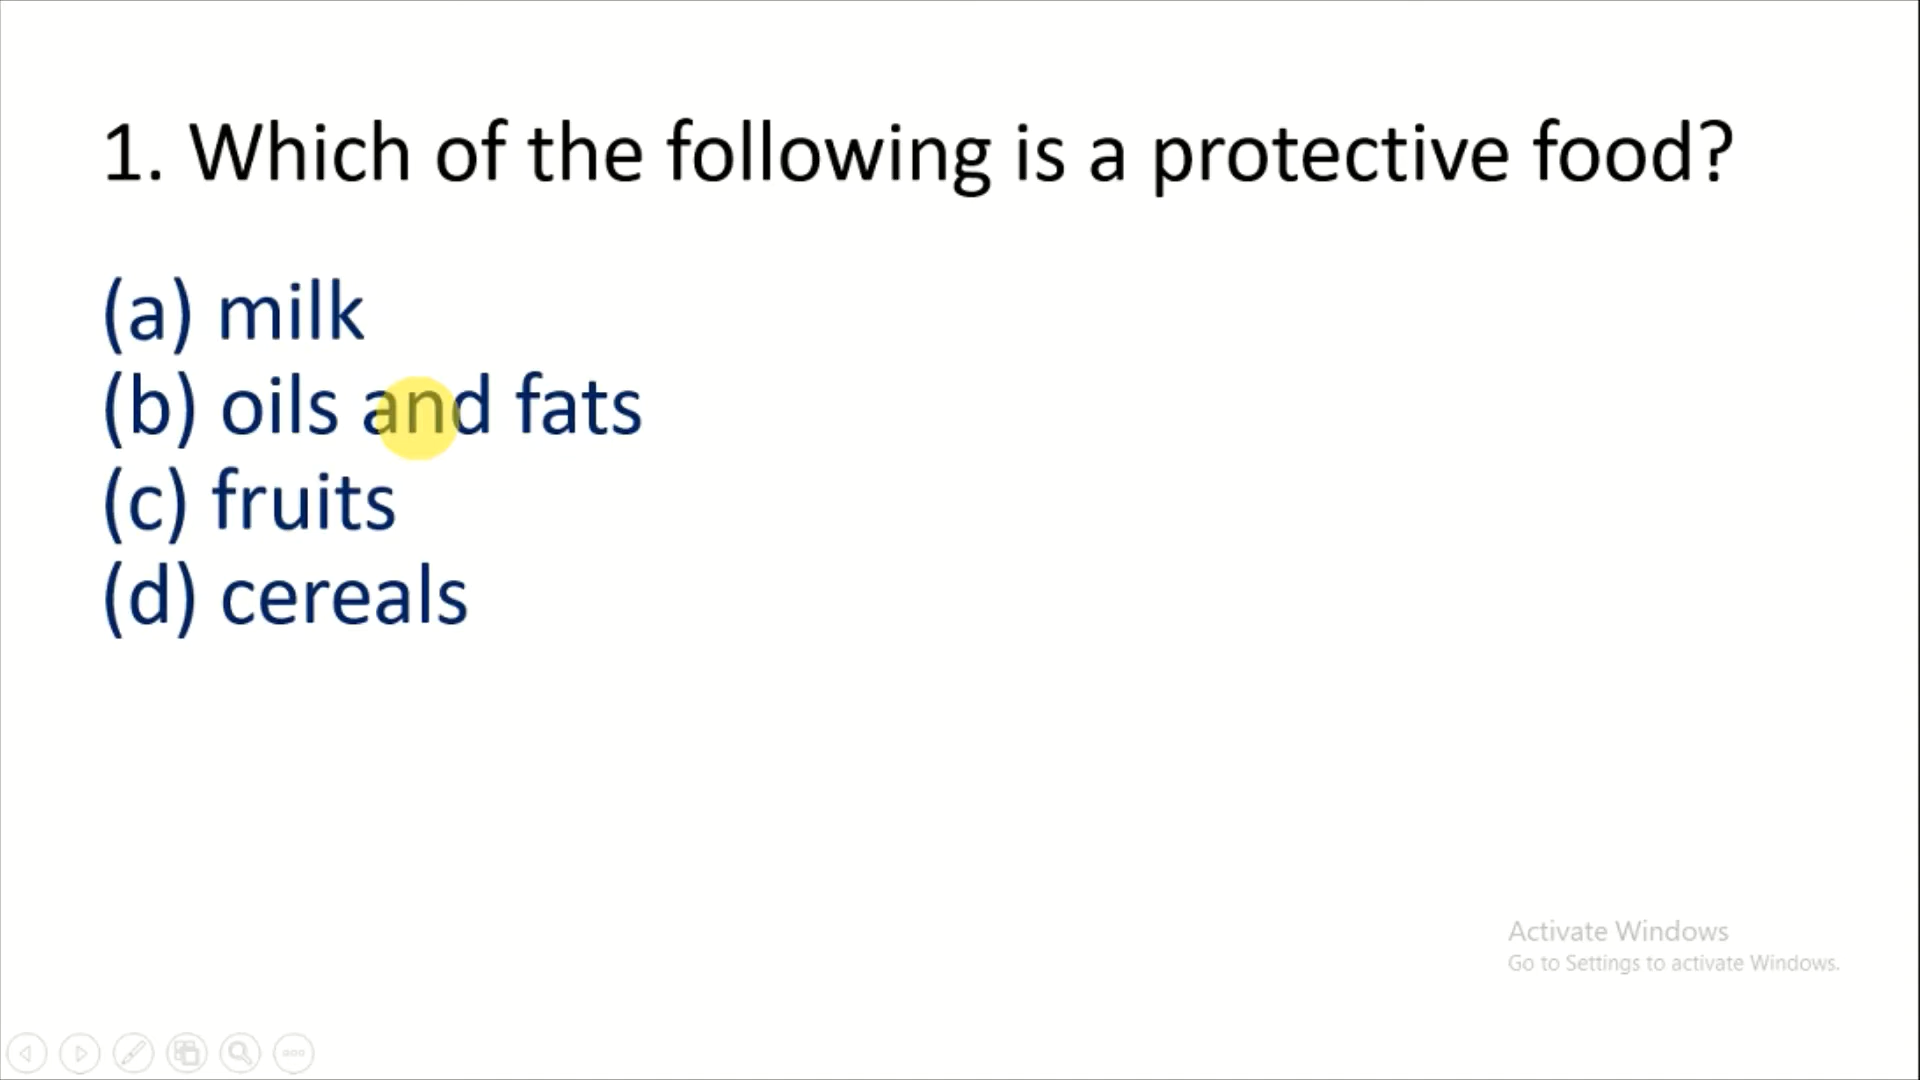 1. Which of the following is a protective food?
(a) milk
(b) oils and fats
(c) fruits
(d) cereals
Activate Windows
Go to Settings to activate Windows.